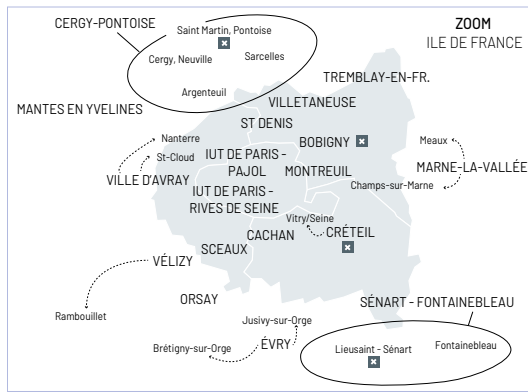 CERGY-PONTOISE
ZOOM
ILE DE FRANCE
Saint Martin, Pontoise
Cergy, Neuville
Sarcelles
Argenteuil
TREMBLAY-EN-FR.
MANTES EN YVELINES
VILLETANEUSE
ST DENIS
Nanterre
BOBIGNY
Meaux
St-Cloud
IUT DE PARIS -
PAJOL
MONTREUIL
MARNE-LA-VALLÉE
VILLE D'AVRAY
Champs-sur-Marne
IUT DE PARIS -
RIVES DE SEINE
Vitry/Seine
CACHAN
CRÉTEIL
SCEAUX
VÉLIZY
ORSAY
SÉNART - FONTAINEBLEAU
Rambouillet
Jusivy-sur-Orge
Brétigny-sur-Orge
ÉVRY
Lieusaint - Sénart
Fontainebleau